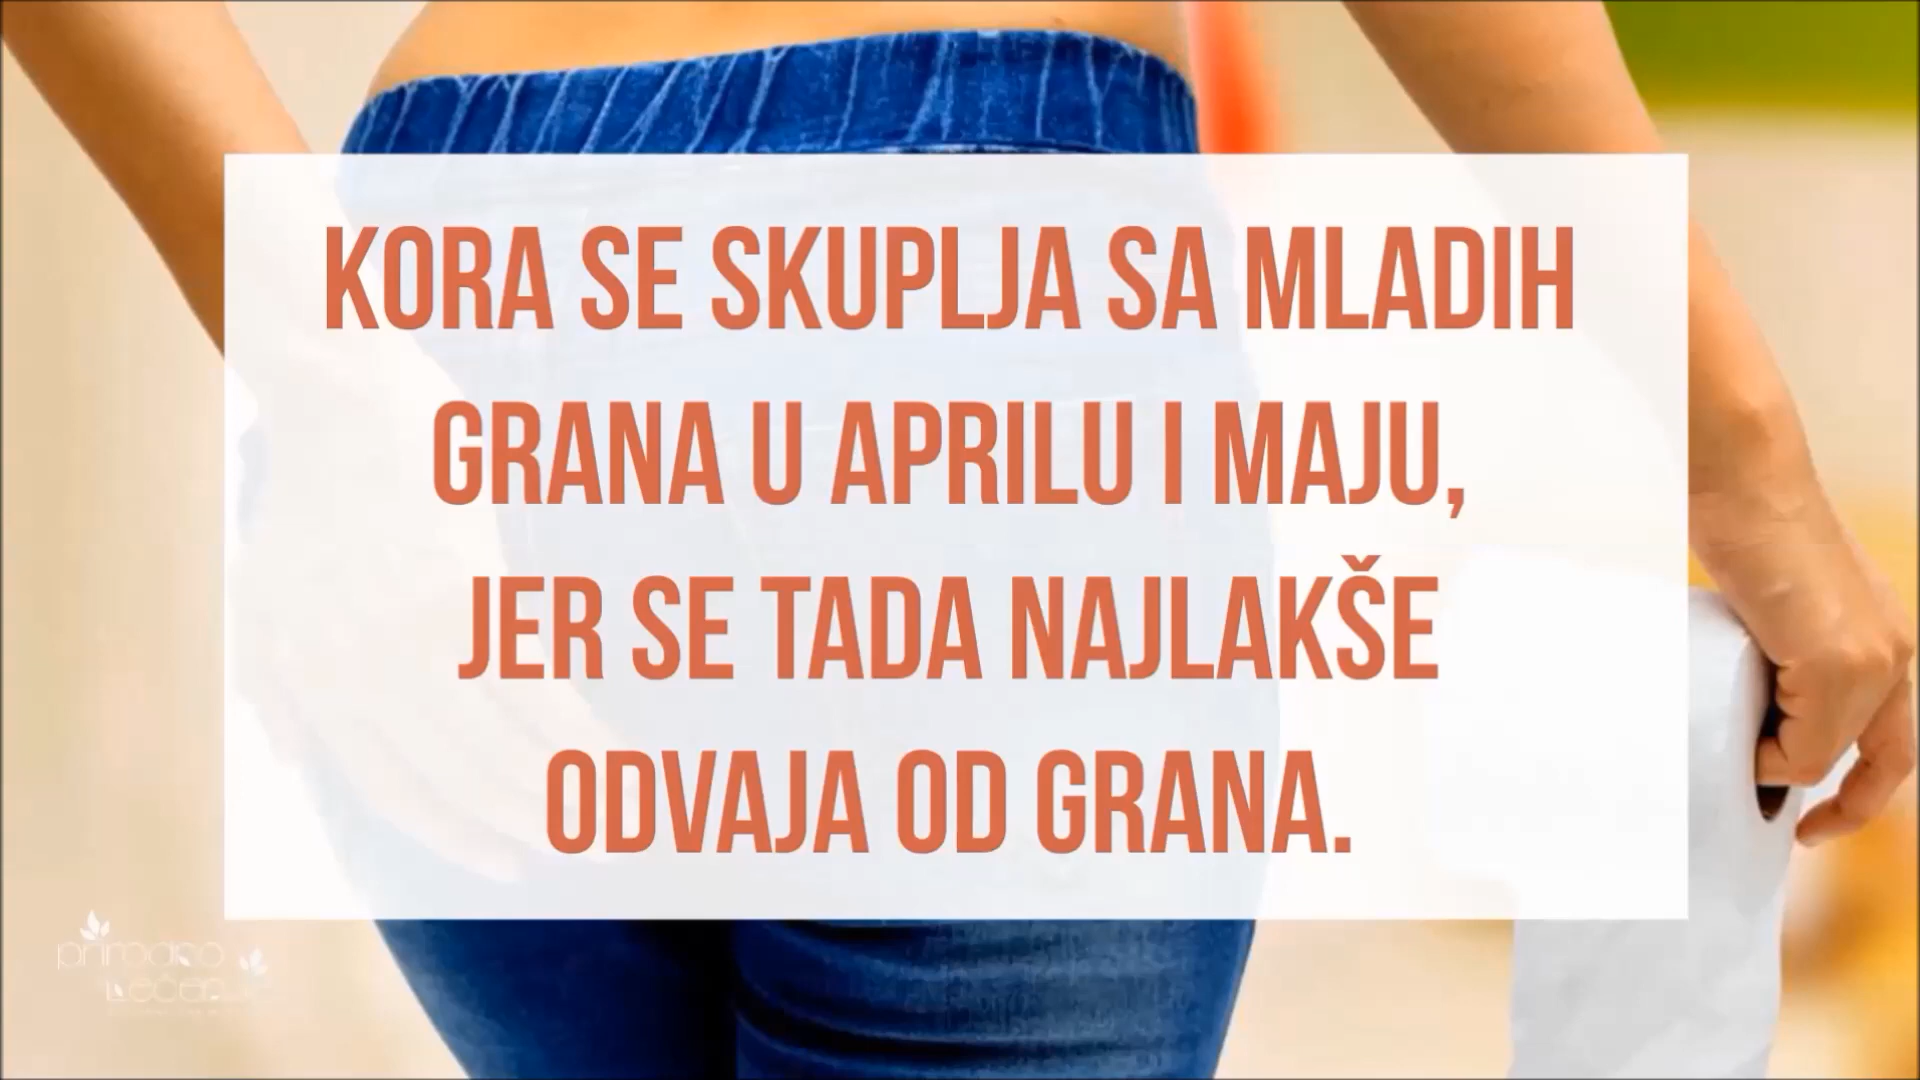 KORA SE SKUPLJA SA MLADIH
GRANA U APRILU I MAJU,
JER SE TADA NAJLAKŠE
ODVAJA OD GRANA.